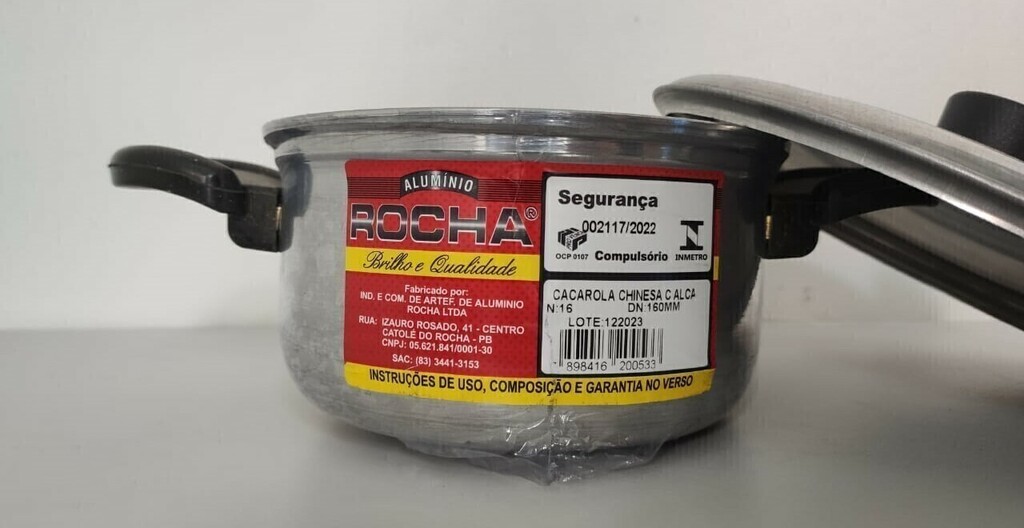 ALUMÍNIO
ROCHA®
Brilho e Qualidade
Fabricado por:
IND. E COM. DE ARTEF. DE ALUMINIO
ROCHA LTDA
RUA: IZAURO ROSADO, 41 - CENTRO
CATOLÉ DO ROCHA - PB
CNPJ: 05.621.841/0001-30
SAC: (83) 3441-3153
INSTRUÇÕES DE USO, COMPOSIÇÃO E GARANTIA NO VERSO
Segurança
002117/2022
OCP 0107
Compulsório
INMETRO
CACAROLA CHINESA C ALCA
N:16 DN:160MM
LOTE:122023
7 898416 200533